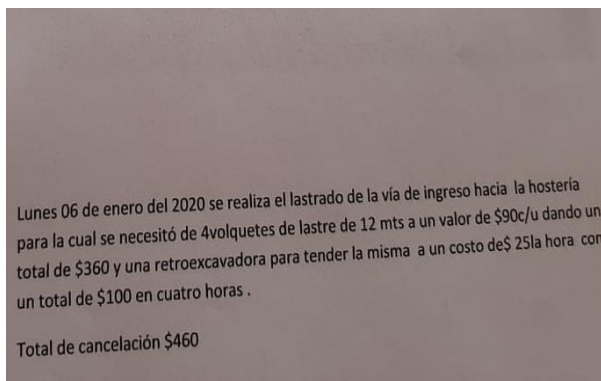 Lunes 06 de enero del 2020 se realiza el lastrado de la vía de ingreso hacia la hostería
para la cual se necesitó de 4volquetes de lastre de 12 mts a un valor de $90c/u dando un
total de $360 y una retroexcavadora para tender la misma a un costo de$ 25la hora con
un total de $100 en cuatro horas .
Total de cancelación $460